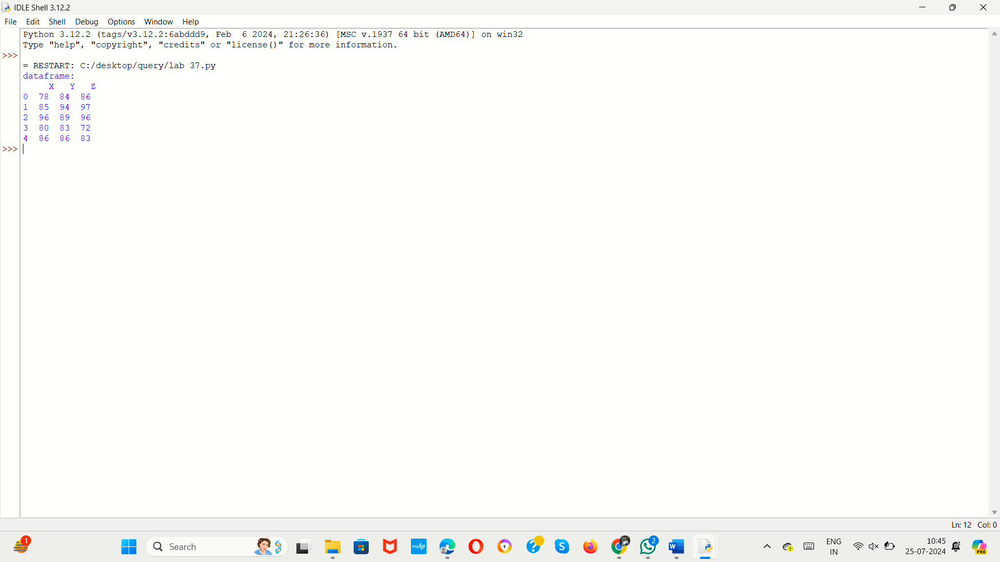 IDLE Shell 3.12.2
File Edit Shell Debug Options Window Help
Python 3.12.2 (tags/v3.12.2:6abddd9, Feb  6 2024, 21:26:36) [MSC v.1937 64 bit (AMD64)] on win32
Type "help", "copyright", "credits" or "license()" for more information.
>>>
= RESTART: C:/desktop/query/lab 37.py
dataframe:
     X   Y   Z
0  78  84  86
1  85  94  97
2  96  89  96
3  80  83  72
4  86  86  83
>>>
Ln: 12 Col: 0
1
Search
myhp
S
2
W
ENG
IN
10:45
25-07-2024
PRE